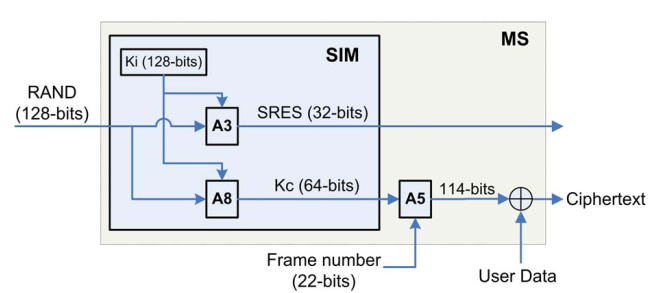 MS
SIM
Ki (128-bits)
RAND
(128-bits)
A3
SRES (32-bits)
A8
Kc (64-bits)
A5
114-bits
Ciphertext
Frame number
(22-bits)
User Data